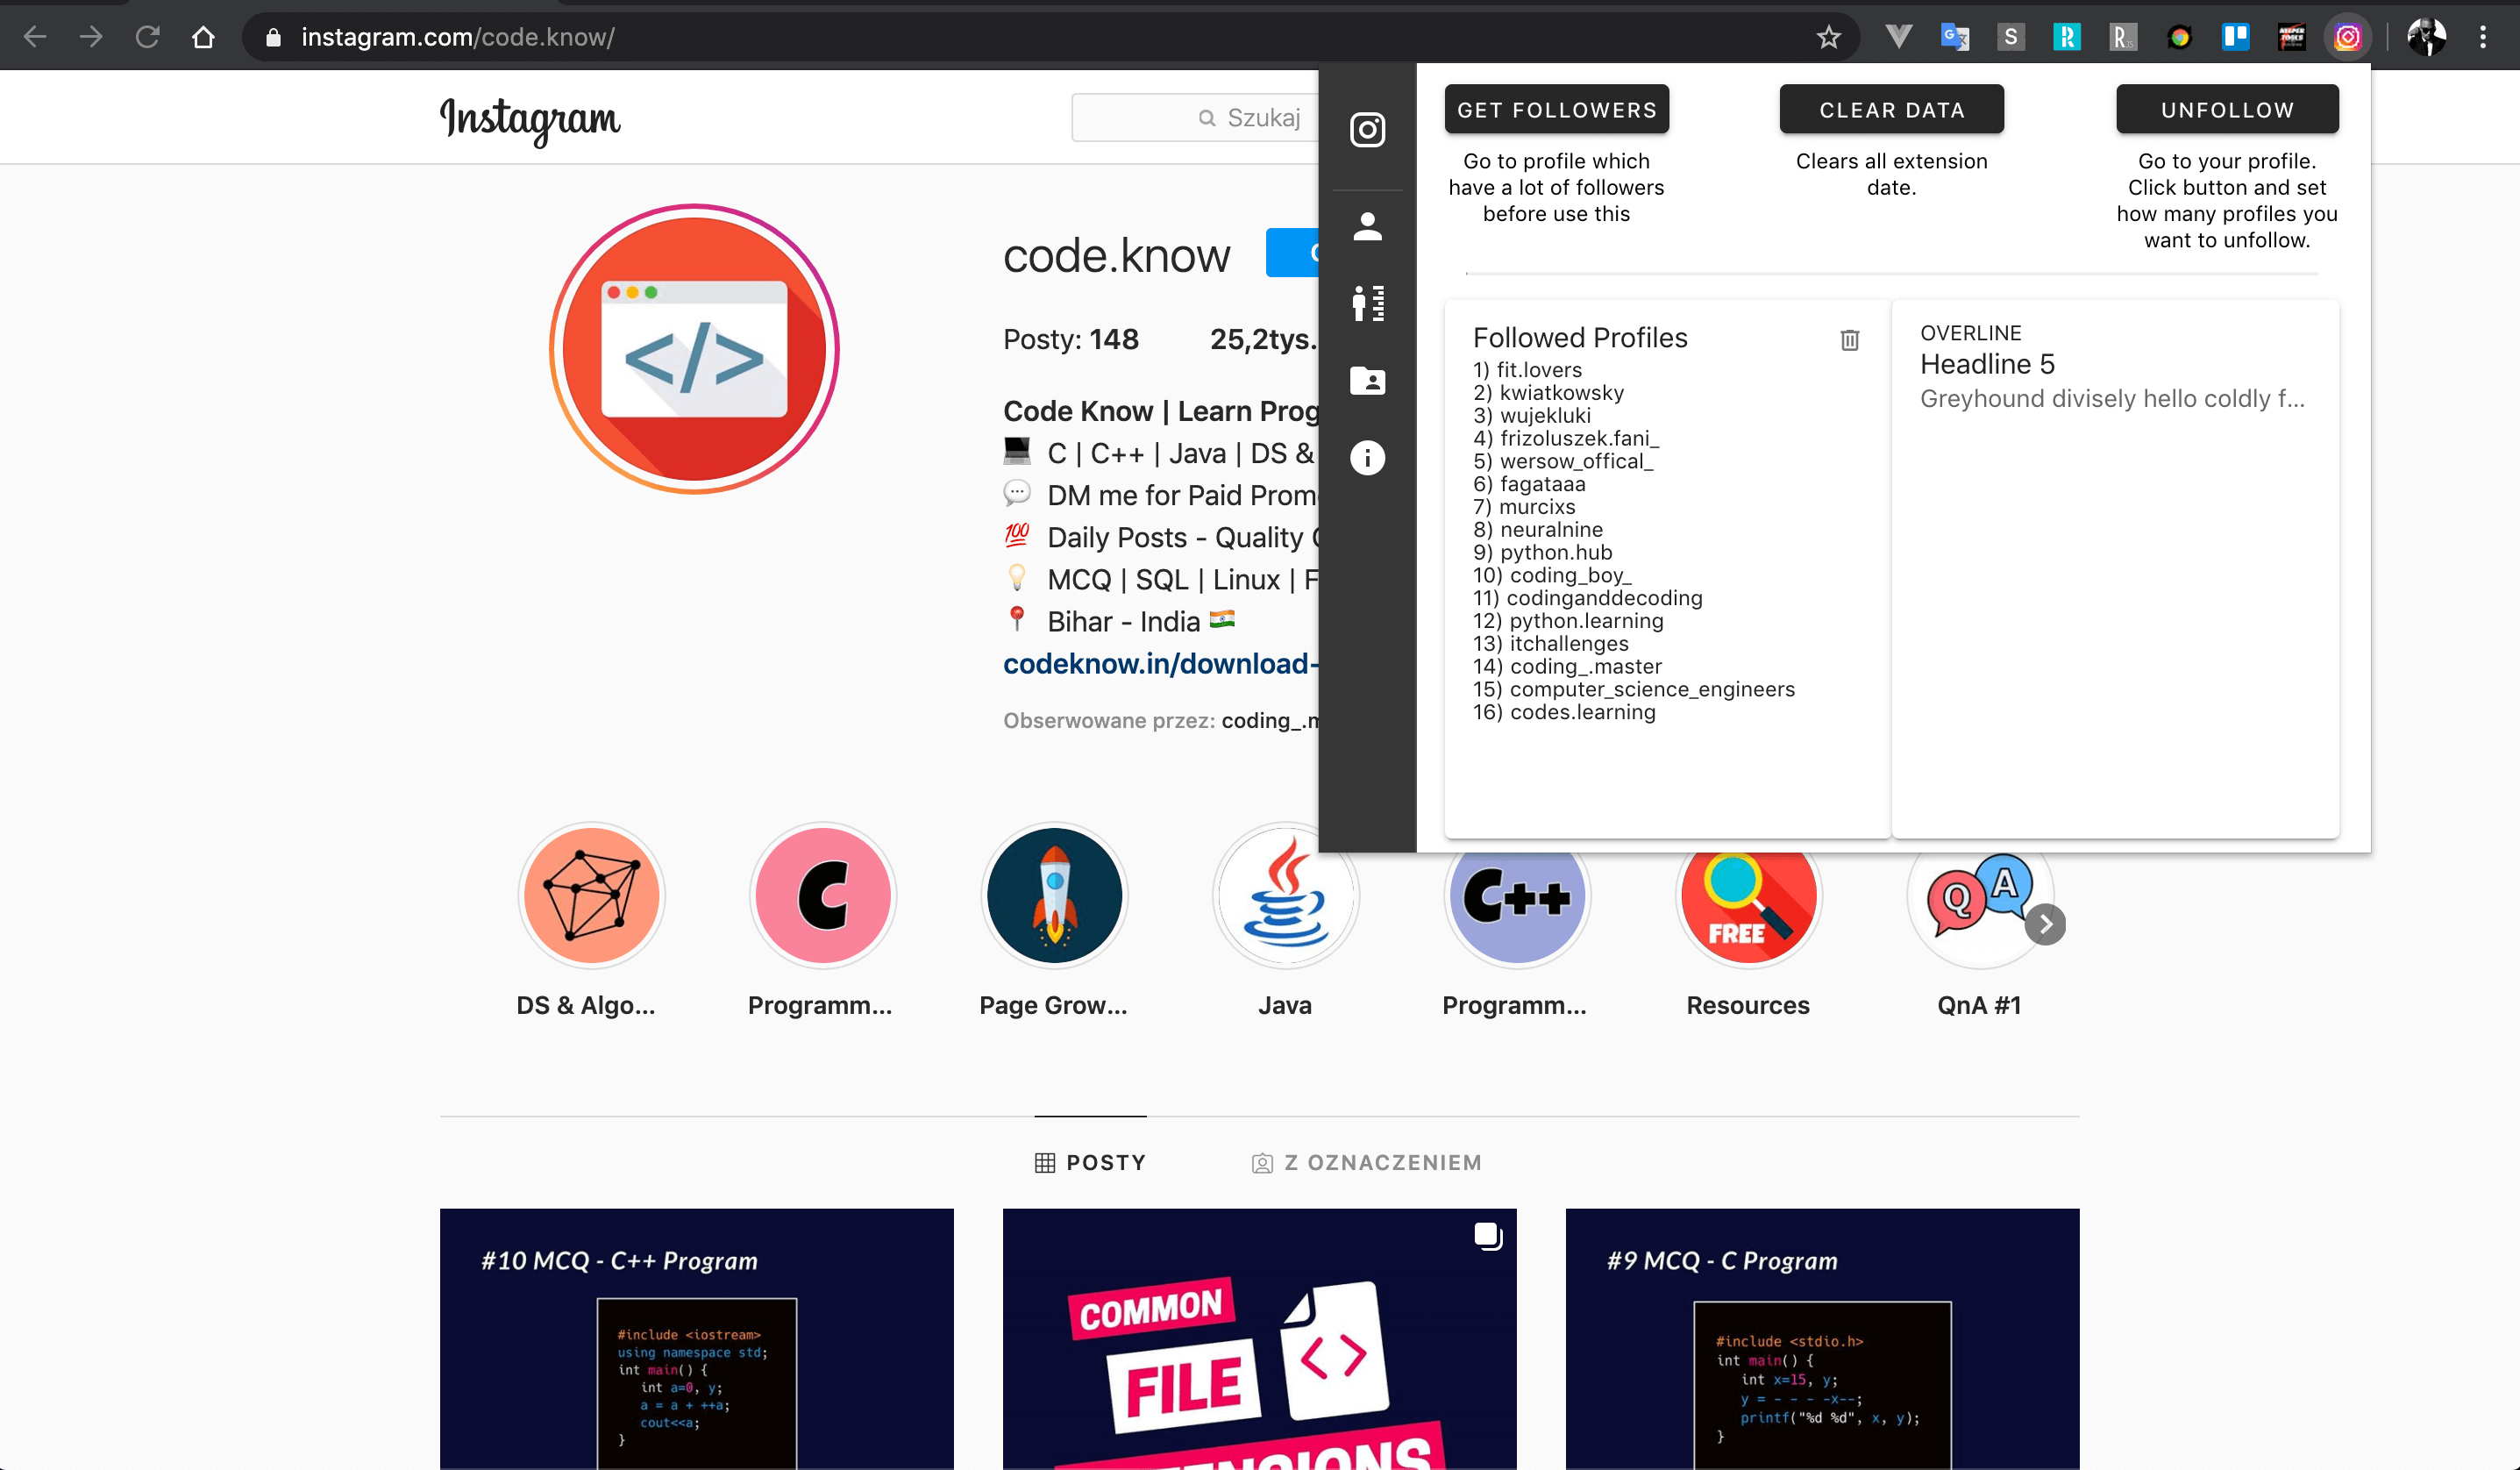 instagram.com/code.know/
Instagram
Szukaj
code.know
Posty: 148
25,2tys.
Code Know | Learn Prog
C | C++ | Java | DS &
DM me for Paid Prom
Daily Posts - Quality
MCQ | SQL | Linux | F
Bihar - India
codeknow.in/download-
Obserwowane przez: coding_.m
GET FOLLOWERS
Go to profile which
have a lot of followers
before use this
CLEAR DATA
Clears all extension
date.
UNFOLLOW
Go to your profile.
Click button and set
how many profiles you
want to unfollow.
Followed Profiles
1) fit.lovers
2) kwiatkowsky
3) wujekluki
4) frizoluszek.fani_
5) wersow_offical_
6) fagataaa
7) murcixs
8) neuralnine
9) python.hub
10) coding_boy_
11) codinganddecoding
12) python.learning
13) itchallenges
14) coding_.master
15) computer_science_engineers
16) codes.learning
OVERLINE
Headline 5
Greyhound divisely hello coldly f...
C
C++
FREE
Q A
DS & Algo...
Programm...
Page Grow...
Java
Programm...
Resources
QnA #1
POSTY
Z OZNACZENIEM
#10 MCQ - C++ Program
#include <iostream>
using namespace std;
int main() {
int a=0, y;
a = a + ++a;
cout<<a;
}
COMMON
FILE
#9 MCQ - C Program
#include <stdio.h>
int main() {
int x=15, y;
y = - - - -x--;
printf("%d %d", x, y);
}